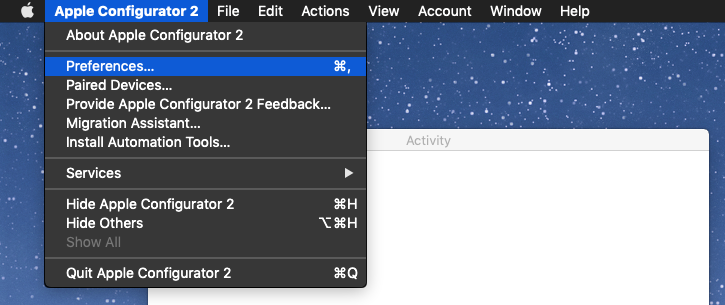 Apple Configurator 2 File Edit Actions View Account Window Help
About Apple Configurator 2
Preferences... ⌘,
Paired Devices...
Provide Apple Configurator 2 Feedback...
Migration Assistant...
Install Automation Tools...
Activity
Services ▶
Hide Apple Configurator 2 ⌘H
Hide Others ⌥⌘H
Show All
Quit Apple Configurator 2 ⌘Q